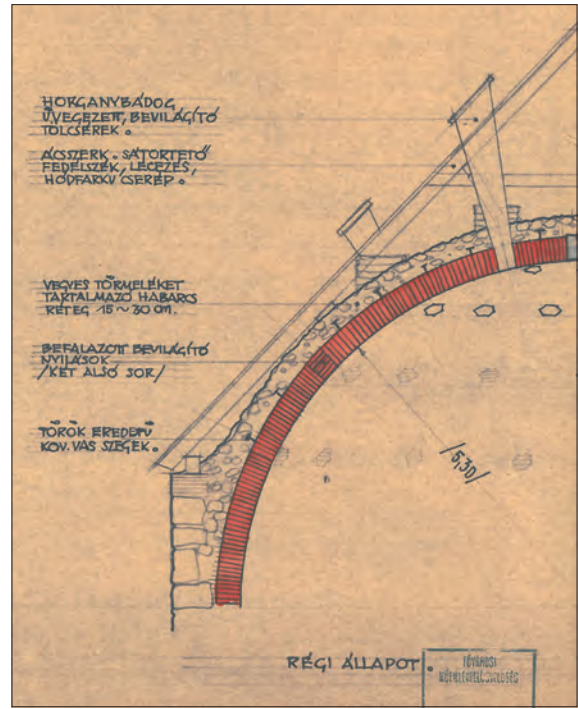 HORGANYBÁDOG
ÜVEGEZETT, BEVILÁGÍTÓ
TÖLCSÉREK.
ÁCSSZERK. SÁTORTETŐ
FEDÉLSZÉK, LÉCEZÉS,
HÓDFARKÚ CSERÉP.
VEGYES TÖRMELÉKET
TARTALMAZÓ HABARCS
RÉTEG 15~30 cm.
BEFALAZOTT BEVILÁGÍTÓ
NYÍLÁSOK
/KÉT ALSÓ SOR/
TÖRÖK EREDETŰ
KOV. VAS SZEGEK.
/5,30/
RÉGI ÁLLAPOT.
FŐVÁROSI